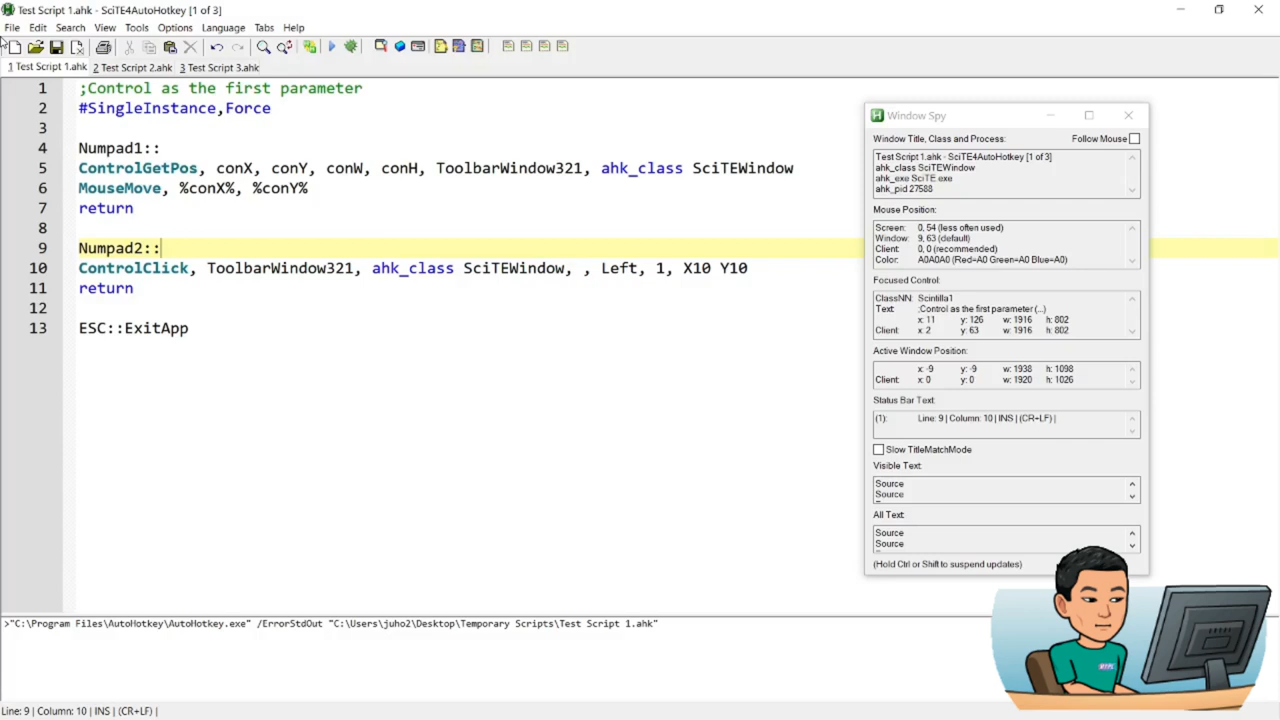 Test Script 1.ahk - SciTE4AutoHotkey [1 of 3]
File Edit Search View Tools Options Language Tabs Help
1 Test Script 1.ahk 2 Test Script 2.ahk 3 Test Script 3.ahk
1 ;Control as the first parameter
2 #SingleInstance,Force
3
4 Numpad1::
5 ControlGetPos, conX, conY, conW, conH, ToolbarWindow321, ahk_class SciTEWindow
6 MouseMove, %conX%, %conY%
7 return
8
9 Numpad2::
10 ControlClick, ToolbarWindow321, ahk_class SciTEWindow, , Left, 1, X10 Y10
11 return
12
13 ESC::ExitApp
Window Spy
Window Title, Class and Process: Follow Mouse
Test Script 1.ahk - SciTE4AutoHotkey [1 of 3]
ahk_class SciTEWindow
ahk_exe SciTE.exe
ahk_pid 27588
Mouse Position:
Screen: 0, 54 (less often used)
Window: 9, 63 (default)
Client: 0, 0 (recommended)
Color: A0A0A0 (Red=A0 Green=A0 Blue=A0)
Focused Control:
ClassNN: Scintilla1
Text: ;Control as the first parameter (...)
x: 11 y: 126 w: 1916 h: 802
Client: x: 2 y: 63 w: 1916 h: 802
Active Window Position:
x: -9 y: -9 w: 1938 h: 1098
Client: x: 0 y: 0 w: 1920 h: 1026
Status Bar Text:
(1): Line: 9 | Column: 10 | INS | (CR+LF) |
Slow TitleMatchMode
Visible Text:
Source
Source
All Text:
Source
Source
(Hold Ctrl or Shift to suspend updates)
>"C:\Program Files\AutoHotkey\AutoHotkey.exe" /ErrorStdOut "C:\Users\juho2\Desktop\Temporary Scripts\Test Script 1.ahk"
Line: 9 | Column: 10 | INS | (CR+LF) |